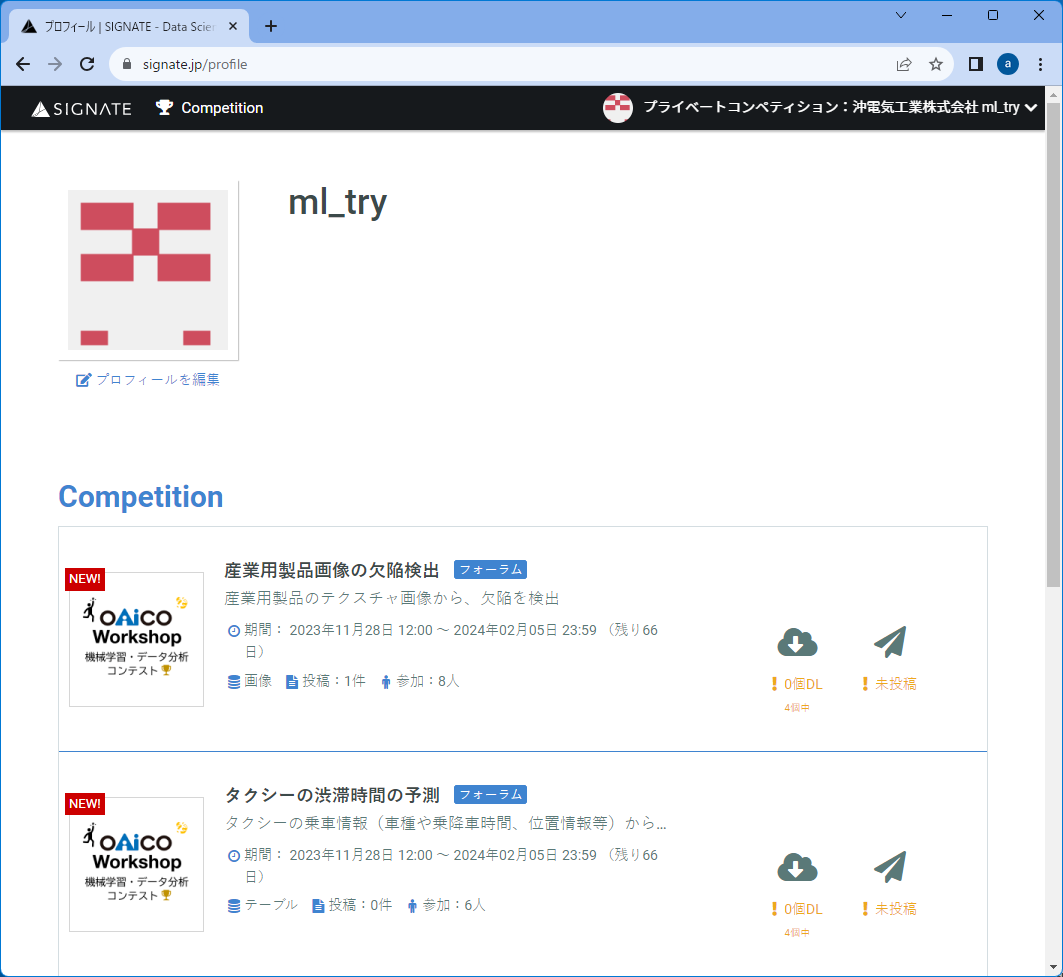 プロフィール | SIGNATE - Data Scien
signate.jp/profile
a
SIGNATE
Competition
プライベートコンペティション：沖電気工業株式会社 ml_try
ml_try
プロフィールを編集
Competition
NEW!
OAiCO
Workshop
機械学習・データ分析
コンテスト
産業用製品画像の欠陥検出 フォーラム
産業用製品のテクスチャ画像から、欠陥を検出
期間： 2023年11月28日 12:00 ～ 2024年02月05日 23:59 （残り66
日）
画像 投稿：1件 参加：8人
0個DL
4個中
未投稿
NEW!
OAiCO
Workshop
機械学習・データ分析
コンテスト
タクシーの渋滞時間の予測 フォーラム
タクシーの乗車情報（車種や乗降車時間、位置情報等）から...
期間： 2023年11月28日 12:00 ～ 2024年02月05日 23:59 （残り66
日）
テーブル 投稿：0件 参加：6人
0個DL
4個中
未投稿